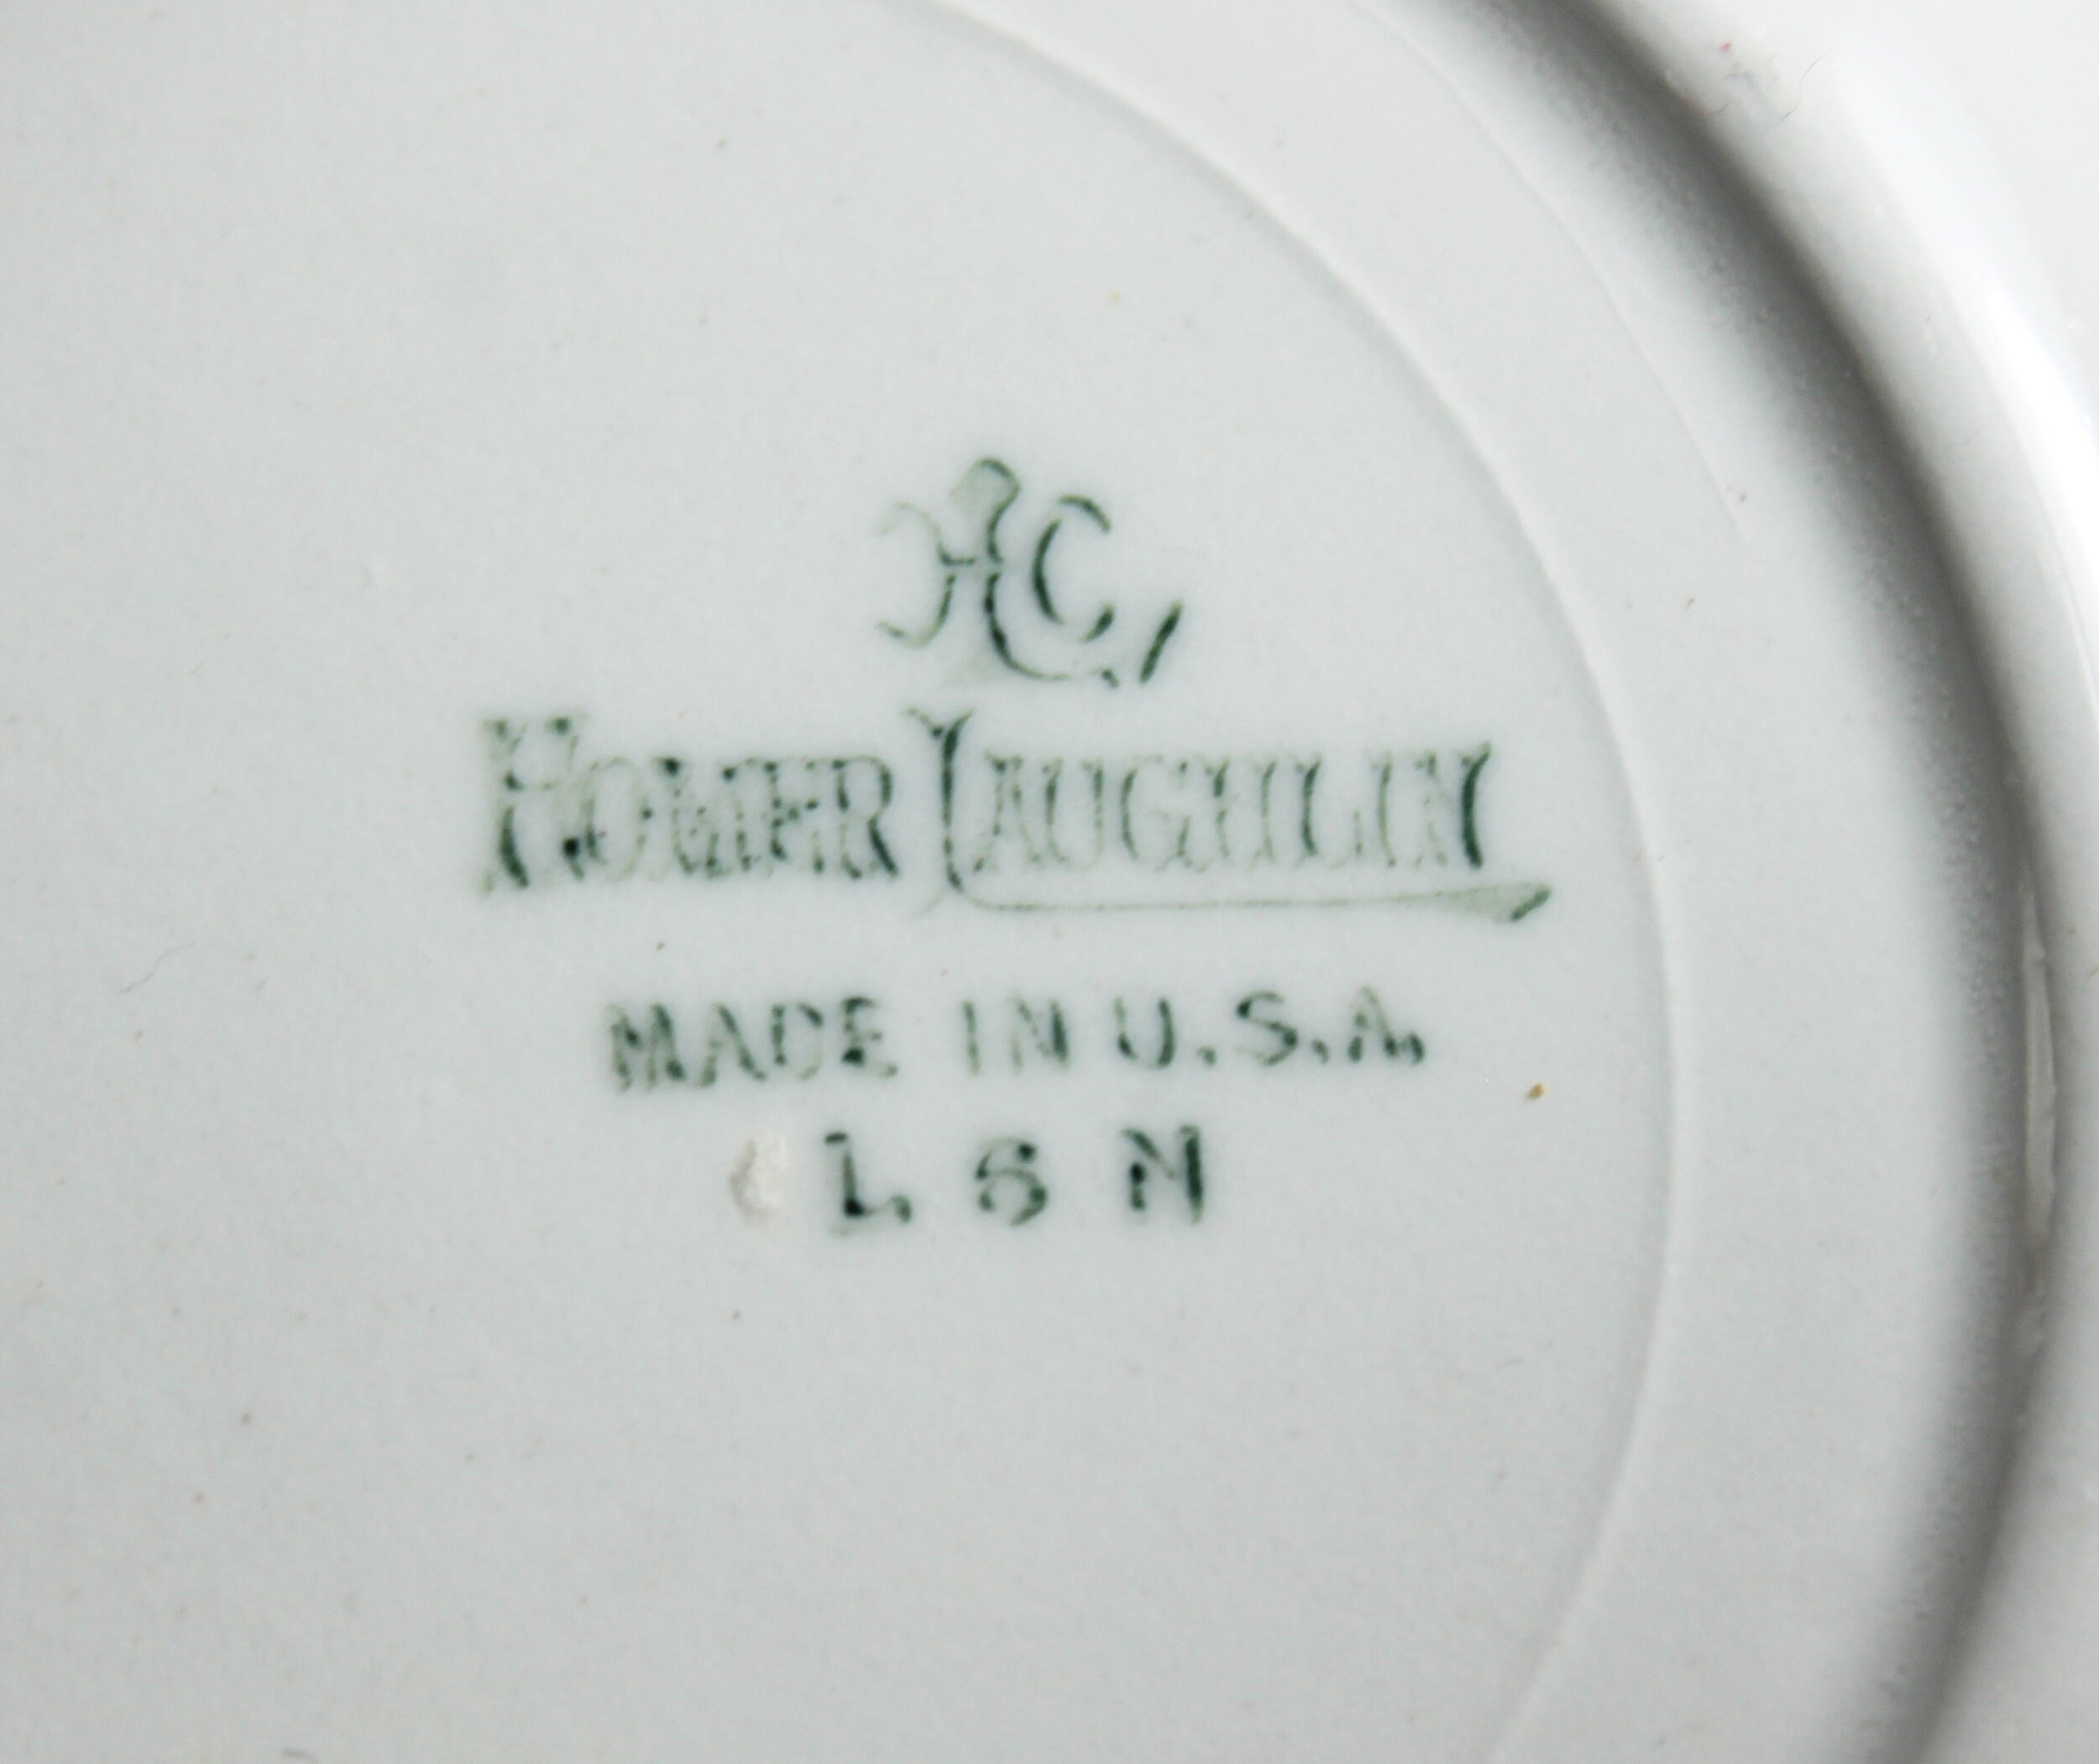 HLC
HOMER LAUGHLIN
MADE IN U.S.A.
L 6 N